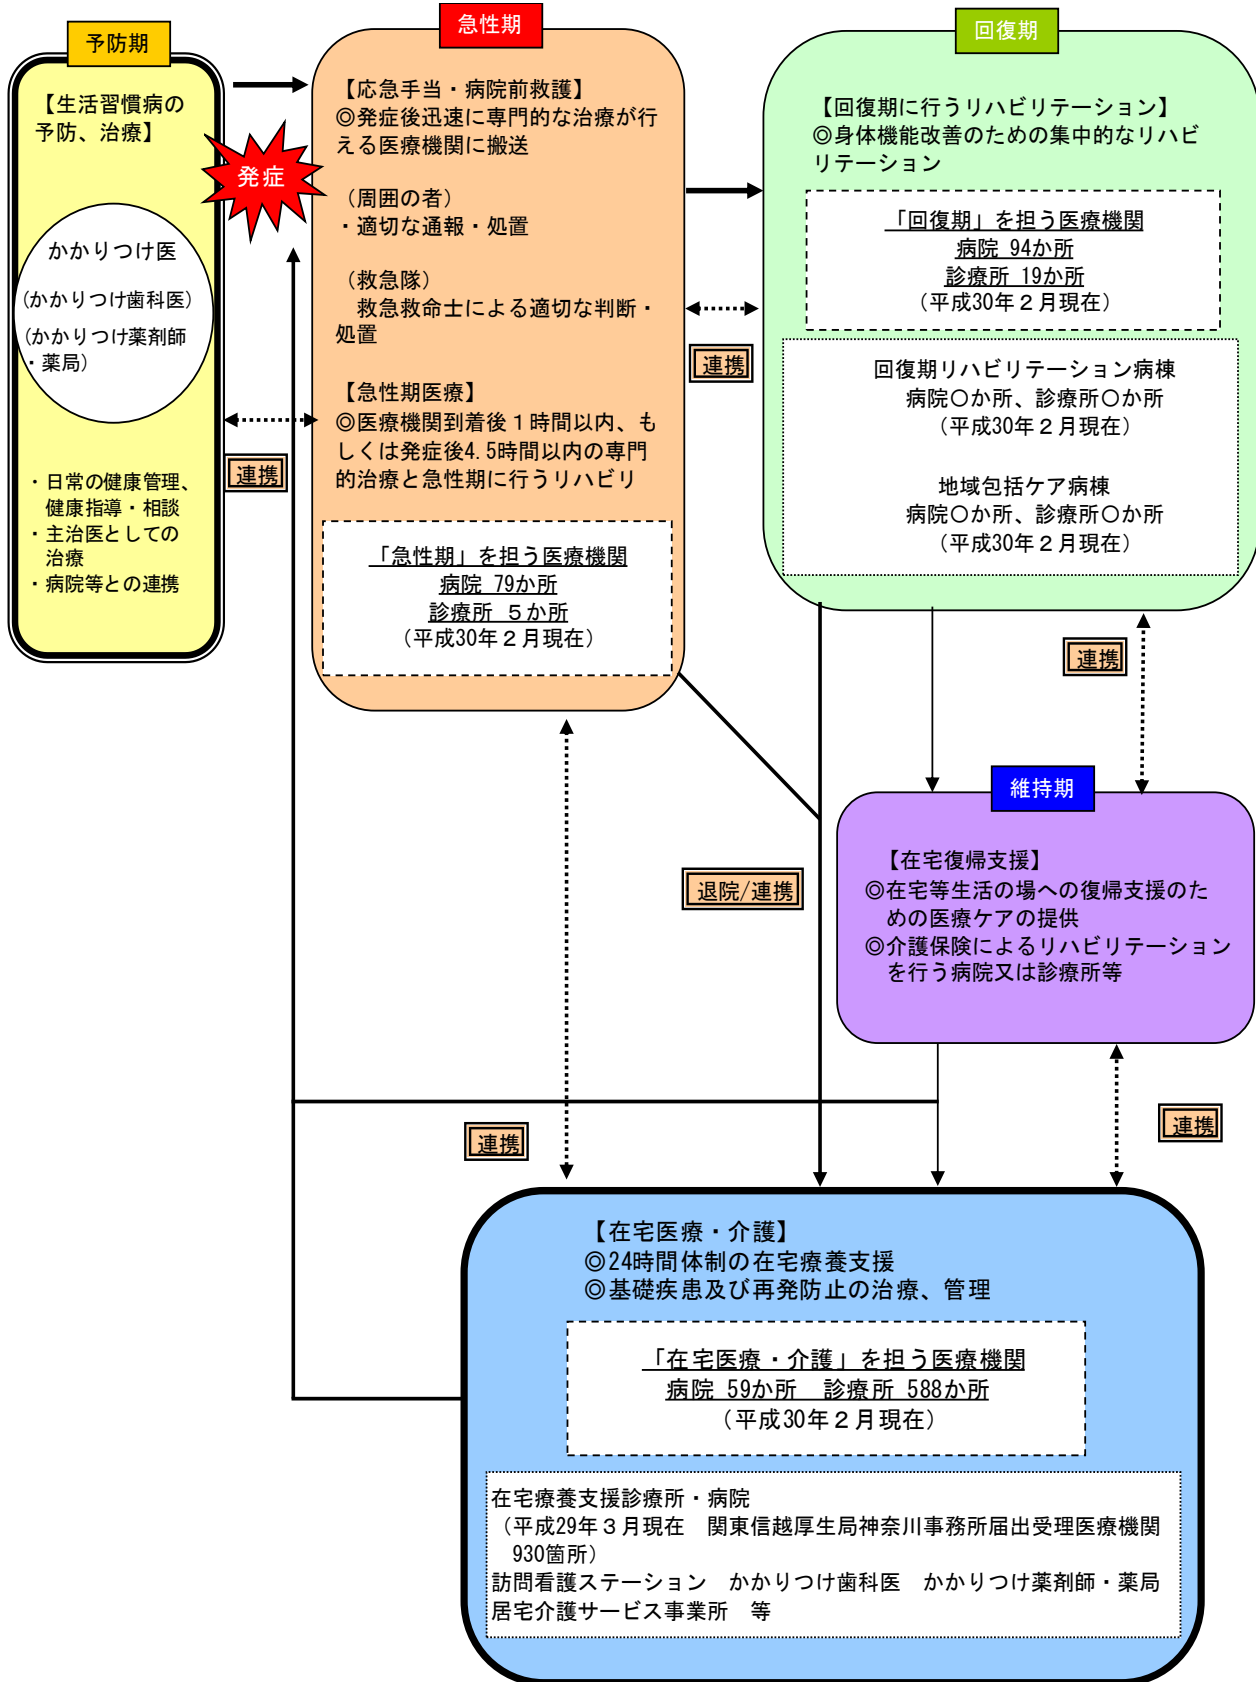 予防期
【生活習慣病の
予防、治療】
かかりつけ医
(かかりつけ歯科医)
(かかりつけ薬剤師
・薬局)
・日常の健康管理、
健康指導・相談
・主治医としての
治療
・病院等との連携
発症
連携
急性期
【応急手当・病院前救護】
◎発症後迅速に専門的な治療が行
える医療機関に搬送
（周囲の者）
・適切な通報・処置
（救急隊）
救急救命士による適切な判断・
処置
【急性期医療】
◎医療機関到着後１時間以内、も
しくは発症後4.5時間以内の専門
的治療と急性期に行うリハビリ
「急性期」を担う医療機関
病院 79か所
診療所 ５か所
（平成30年２月現在）
連携
回復期
【回復期に行うリハビリテーション】
◎身体機能改善のための集中的なリハビ
リテーション
「回復期」を担う医療機関
病院 94か所
診療所 19か所
（平成30年２月現在）
回復期リハビリテーション病棟
病院○か所、診療所○か所
（平成30年２月現在）
地域包括ケア病棟
病院○か所、診療所○か所
（平成30年２月現在）
連携
維持期
【在宅復帰支援】
◎在宅等生活の場への復帰支援のた
めの医療ケアの提供
◎介護保険によるリハビリテーション
を行う病院又は診療所等
退院/連携
連携
連携
【在宅医療・介護】
◎24時間体制の在宅療養支援
◎基礎疾患及び再発防止の治療、管理
「在宅医療・介護」を担う医療機関
病院 59か所　診療所 588か所
（平成30年２月現在）
在宅療養支援診療所・病院
（平成29年３月現在　関東信越厚生局神奈川事務所届出受理医療機関
930箇所）
訪問看護ステーション　かかりつけ歯科医　かかりつけ薬剤師・薬局
居宅介護サービス事業所　等